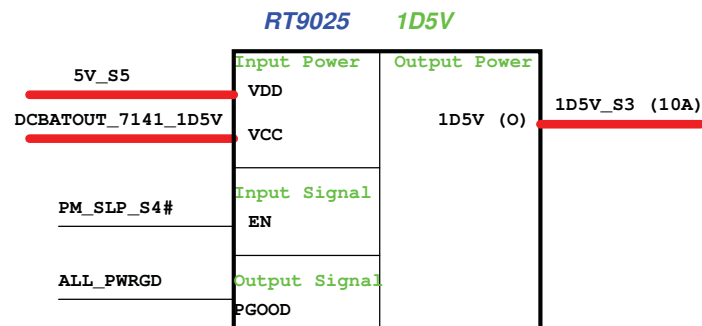 RT9025 1D5V
Input Power Output Power
5V_S5
VDD
DCBATOUT_7141_1D5V
VCC
1D5V (O)
1D5V_S3 (10A)
Input Signal
PM_SLP_S4#
EN
ALL_PWRGD
Output Signal
PGOOD